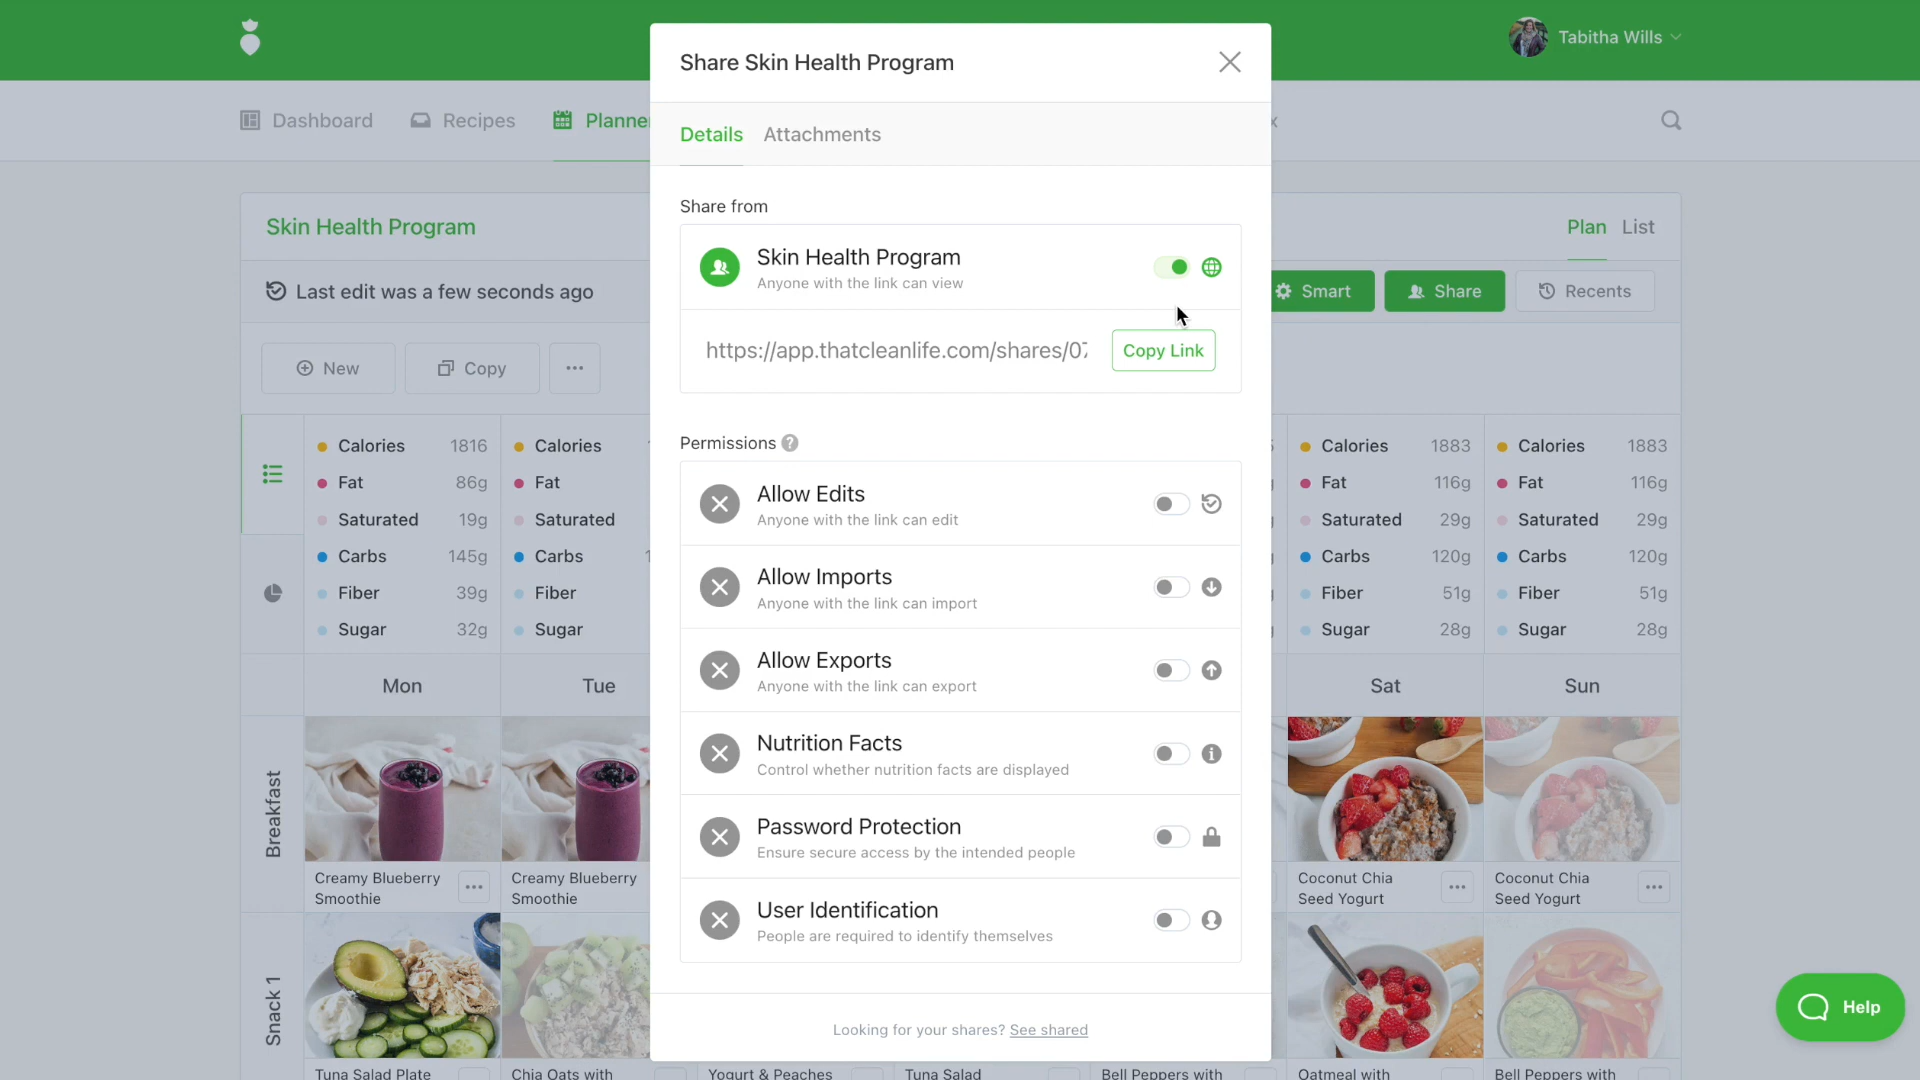 Tabitha Wills
Dashboard
Recipes
Planner
Share Skin Health Program
Details
Attachments
Skin Health Program
Plan
List
Last edit was a few seconds ago
Smart
Share
Recents
New
Copy
Share from
Skin Health Program
Anyone with the link can view
https://app.thatcleanlife.com/shares/07
Copy Link
Permissions
Allow Edits
Anyone with the link can edit
Allow Imports
Anyone with the link can import
Allow Exports
Anyone with the link can export
Nutrition Facts
Control whether nutrition facts are displayed
Password Protection
Ensure secure access by the intended people
User Identification
People are required to identify themselves
Looking for your shares? See shared
Calories 1816
Fat 86g
Saturated 19g
Carbs 145g
Fiber 39g
Sugar 32g
Calories
Fat
Saturated
Carbs
Fiber
Sugar
Calories 1883
Fat 116g
Saturated 29g
Carbs 120g
Fiber 51g
Sugar 28g
Calories 1883
Fat 116g
Saturated 29g
Carbs 120g
Fiber 51g
Sugar 28g
Mon
Tue
Sat
Sun
Breakfast
Creamy Blueberry
Smoothie
Creamy Blueberry
Smoothie
Coconut Chia
Seed Yogurt
Coconut Chia
Seed Yogurt
Snack 1
Tuna Salad Plate
Chia Oats with
Yogurt & Peaches
Tuna Salad
Bell Peppers with
Oatmeal with
Bell Peppers with
Help